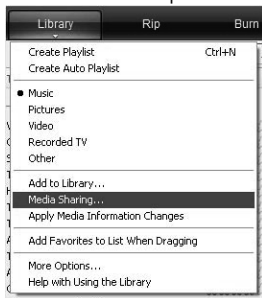 Library Rip Burn
Create Playlist Ctrl+N
Create Auto Playlist
Music
Pictures
Video
Recorded TV
Other
Add to Library...
Media Sharing...
Apply Media Information Changes
Add Favorites to List When Dragging
More Options...
Help with Using the Library